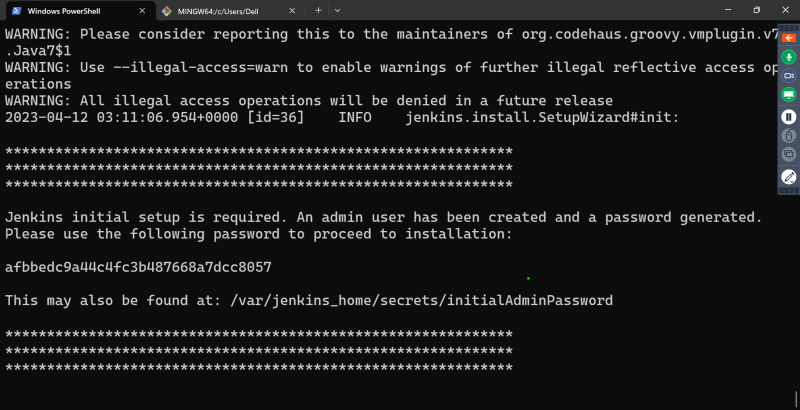 Windows PowerShell
MINGW64:/c/Users/Dell
WARNING: Please consider reporting this to the maintainers of org.codehaus.groovy.vmplugin.v7
.Java7$1
WARNING: Use --illegal-access=warn to enable warnings of further illegal reflective access op
erations
WARNING: All illegal access operations will be denied in a future release
2023-04-12 03:11:06.954+0000 [id=36]    INFO    jenkins.install.SetupWizard#init:
*************************************************************
*************************************************************
*************************************************************
Jenkins initial setup is required. An admin user has been created and a password generated.
Please use the following password to proceed to installation:
afbbedc9a44c4fc3b487668a7dcc8057
This may also be found at: /var/jenkins_home/secrets/initialAdminPassword
*************************************************************
*************************************************************
*************************************************************